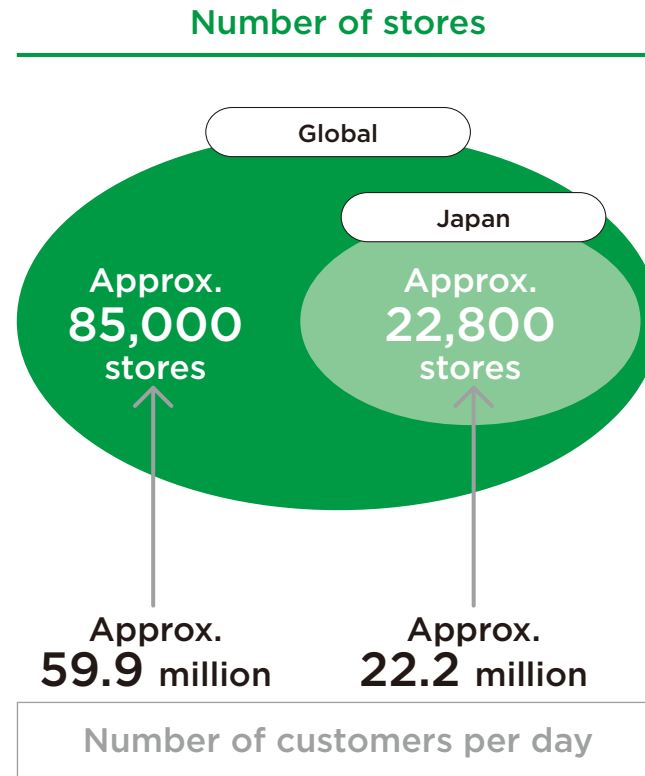 Number of stores
Global
Japan
Approx.
85,000
stores
Approx.
22,800
stores
Approx.
59.9 million
Approx.
22.2 million
Number of customers per day